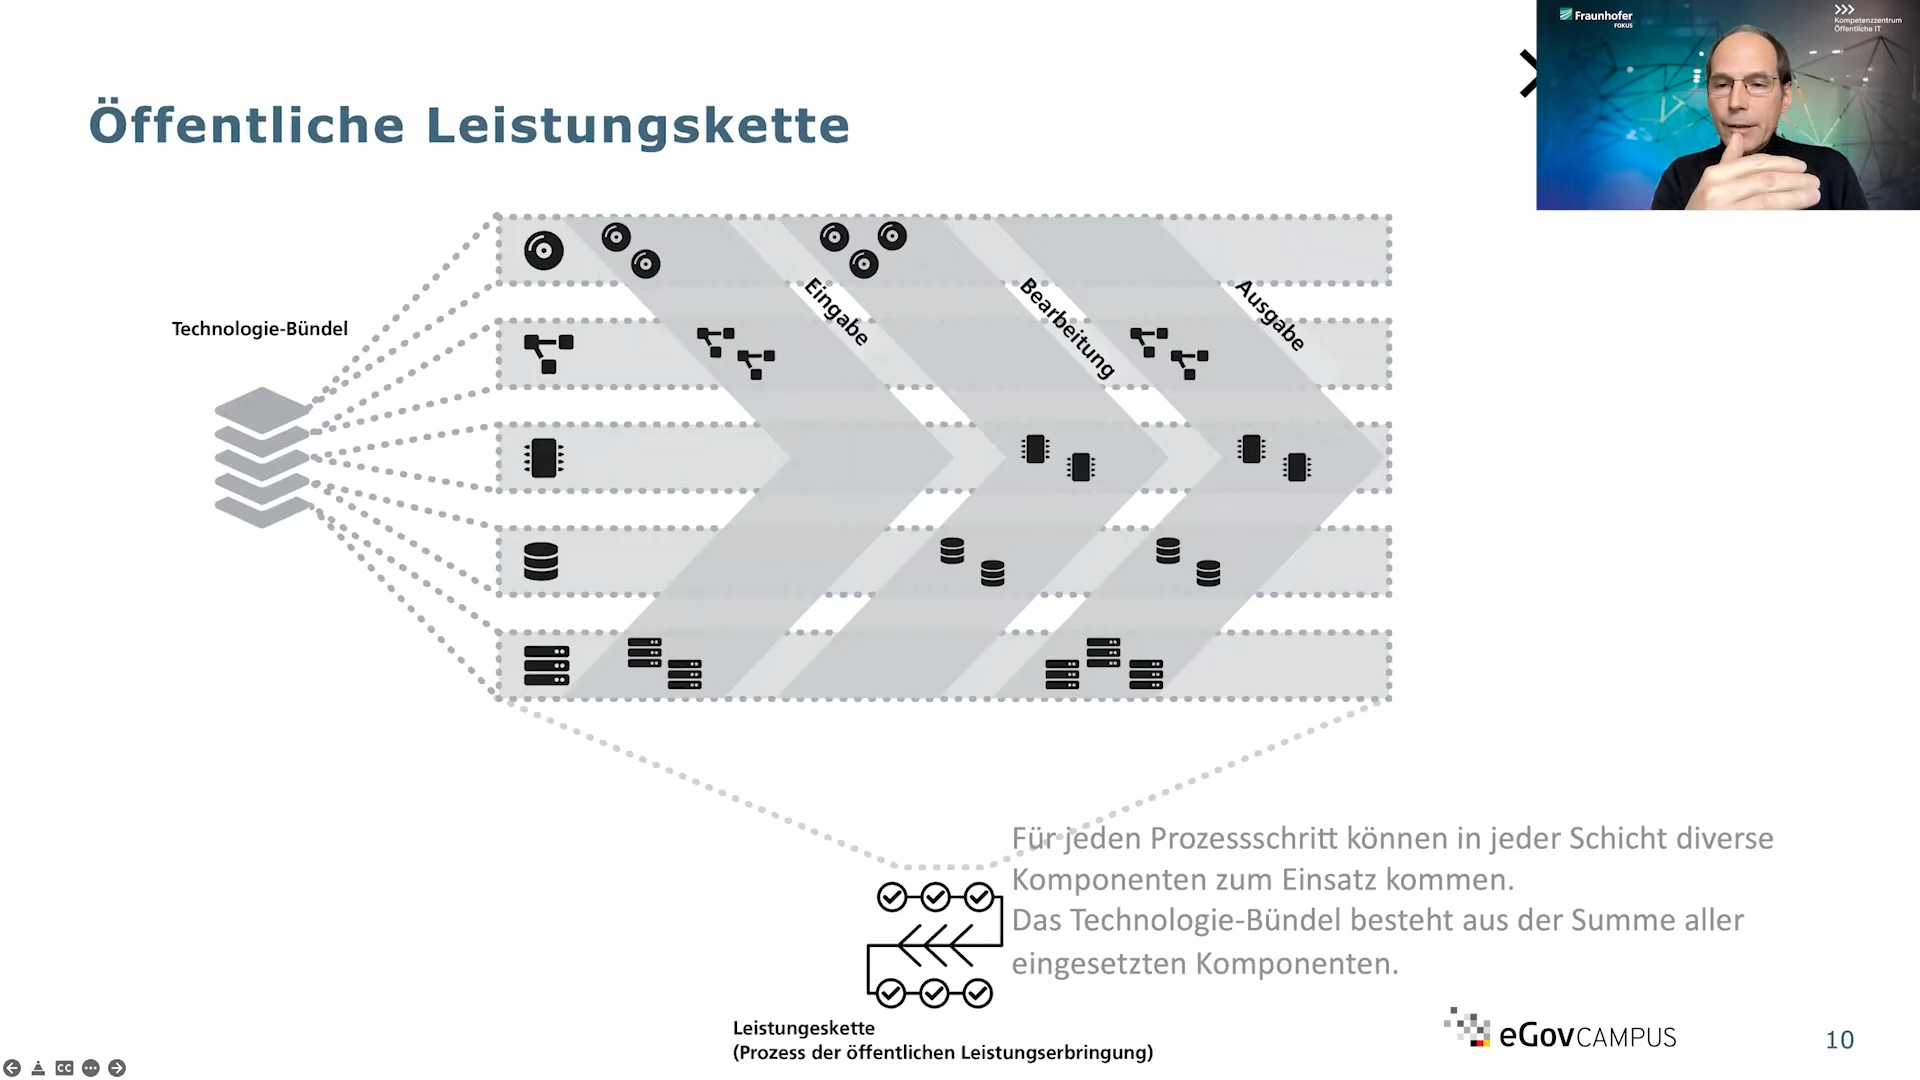 Fraunhofer
FOKUS
Kompetenzzentrum
Öffentliche IT
Öffentliche Leistungskette
Technologie-Bündel
Eingabe
Bearbeitung
Ausgabe
Für jeden Prozessschritt können in jeder Schicht diverse
Komponenten zum Einsatz kommen.
Das Technologie-Bündel besteht aus der Summe aller
eingesetzten Komponenten.
Leistungeskette
(Prozess der öffentlichen Leistungserbringung)
eGovCAMPUS
10
CC